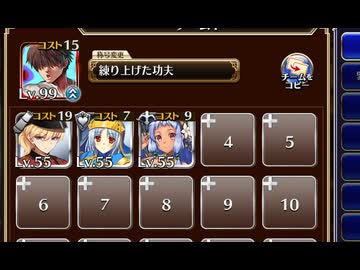 コスト15
称号変更
練り上げた功夫
チームを
コピー
Lv.99
コスト19
コスト 7
コスト 9
Lv.55
Lv.55
Lv.55
4
5
6
7
8
9
10